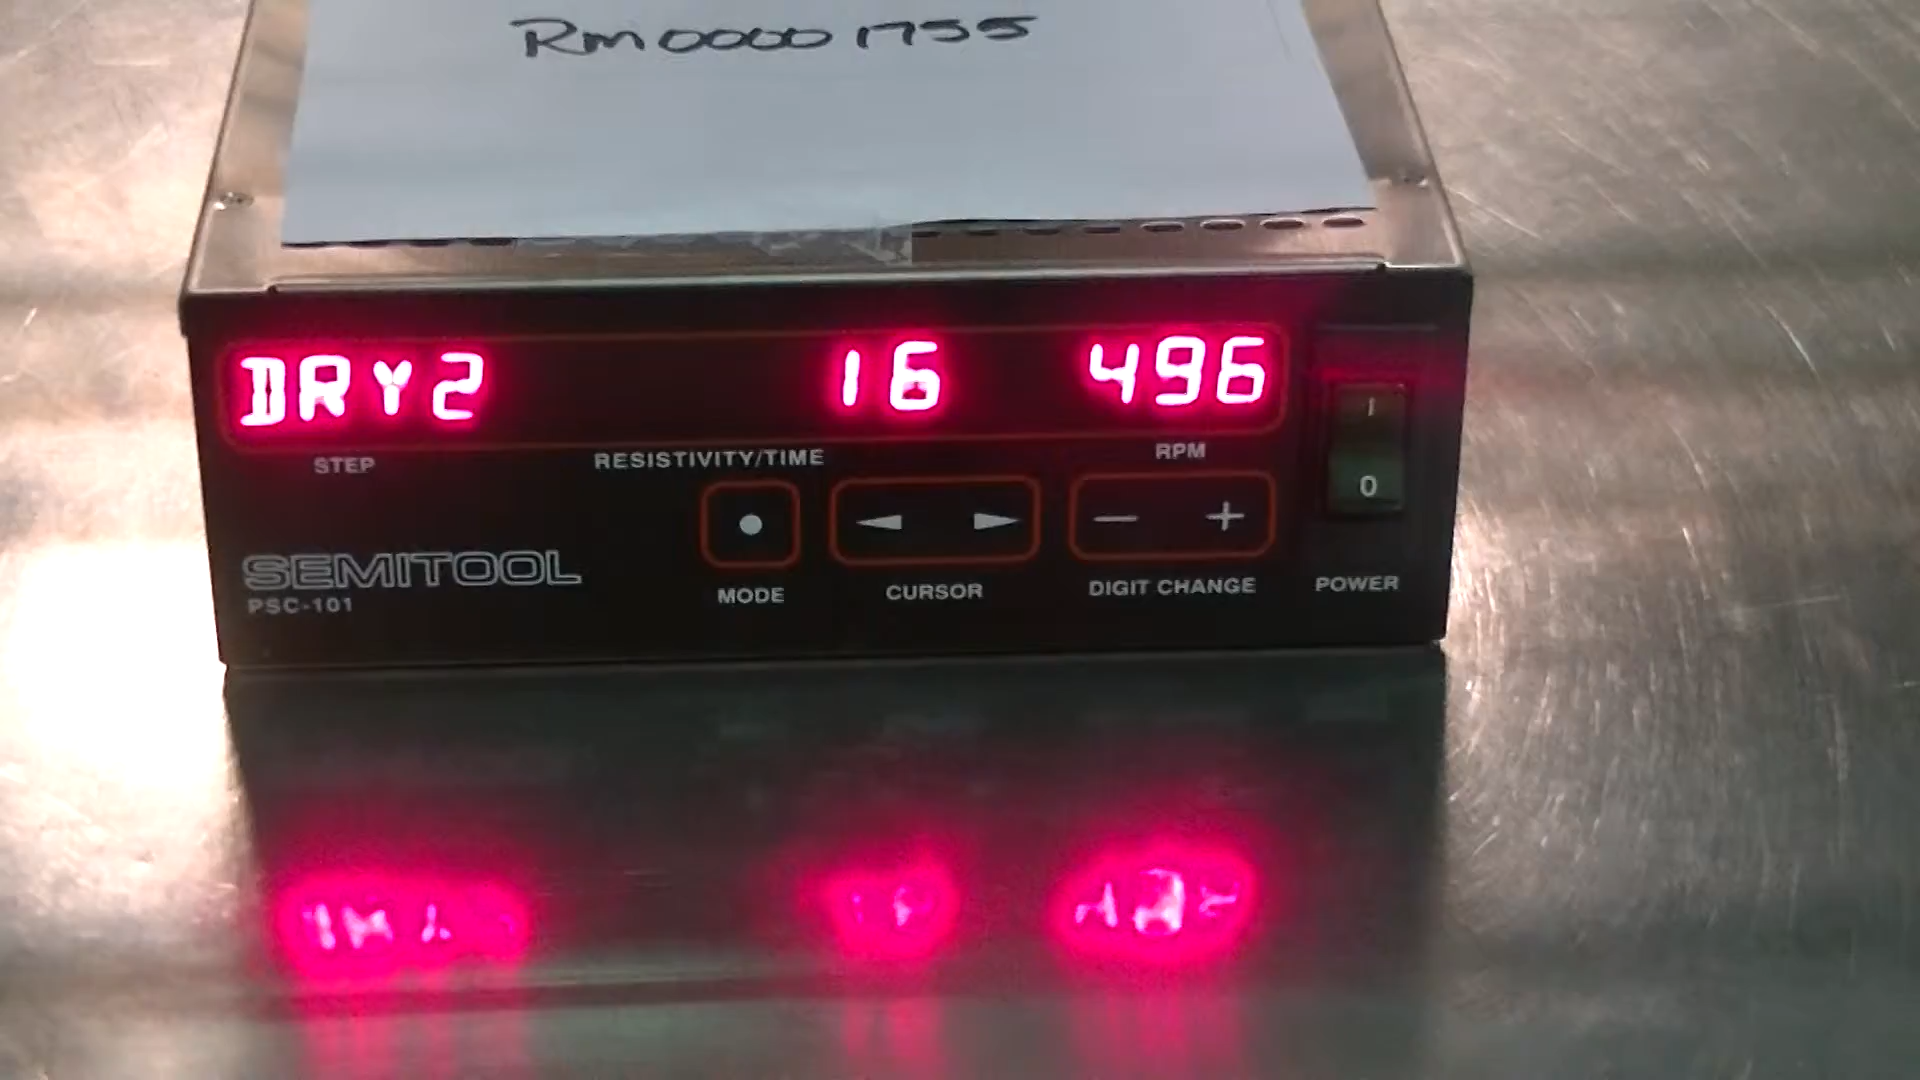 Rm00001755
DRY2 16 496
STEP RESISTIVITY/TIME RPM
I
0
SEMITOOL
PSC-101
MODE CURSOR DIGIT CHANGE POWER